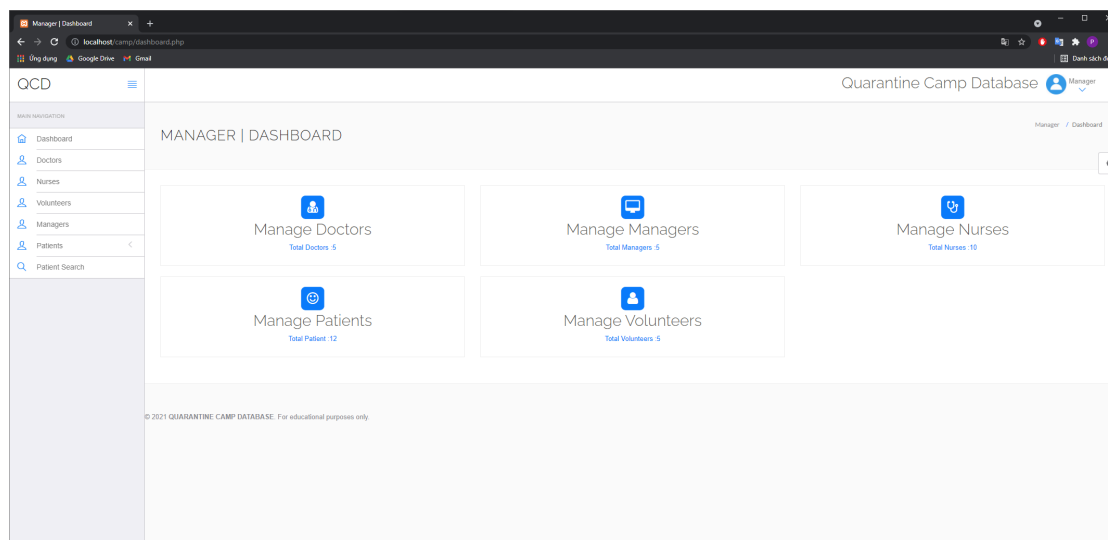 Manager | Dashboard
localhost/camp/dashboard.php
Ứng dụng Google Drive Gmail
QCD
Quarantine Camp Database Manager
MAIN NAVIGATION
Dashboard
Doctors
Nurses
Volunteers
Managers
Patients
Patient Search
MANAGER | DASHBOARD
Manager / Dashboard
Manage Doctors
Total Doctors :5
Manage Managers
Total Managers :5
Manage Nurses
Total Nurses :10
Manage Patients
Total Patient :12
Manage Volunteers
Total Volunteers :5
© 2021 QUARANTINE CAMP DATABASE. For educational purposes only.